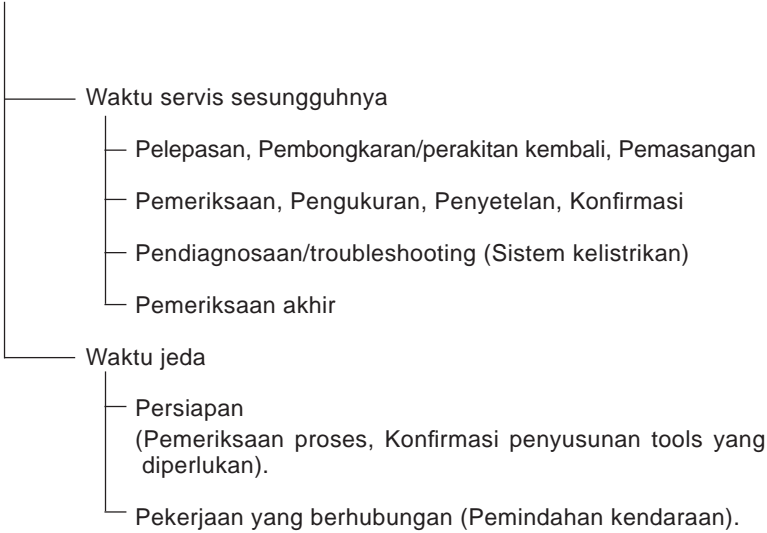 Waktu servis sesungguhnya
Pelepasan, Pembongkaran/perakitan kembali, Pemasangan
Pemeriksaan, Pengukuran, Penyetelan, Konfirmasi
Pendiagnosaan/troubleshooting (Sistem kelistrikan)
Pemeriksaan akhir
Waktu jeda
Persiapan
(Pemeriksaan proses, Konfirmasi penyusunan tools yang
diperlukan).
Pekerjaan yang berhubungan (Pemindahan kendaraan).